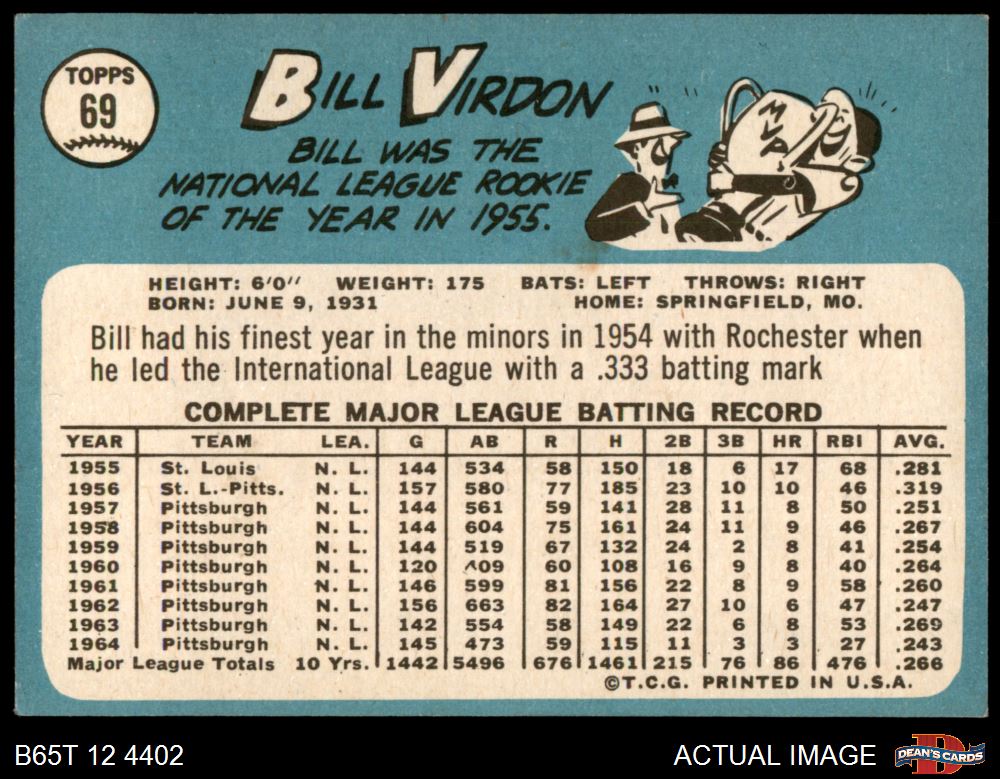 TOPPS
69
BILL VIRDON
BILL WAS THE
NATIONAL LEAGUE ROOKIE
OF THE YEAR IN 1955.
MVP
HEIGHT: 6'0" WEIGHT: 175 BATS: LEFT THROWS: RIGHT
BORN: JUNE 9, 1931 HOME: SPRINGFIELD, MO.
Bill had his finest year in the minors in 1954 with Rochester when
he led the International League with a .333 batting mark
COMPLETE MAJOR LEAGUE BATTING RECORD
YEAR TEAM LEA. G AB R H 2B 3B HR RBI AVG.
1955 St. Louis N. L. 144 534 58 150 18 6 17 68 .281
1956 St. L.-Pitts. N. L. 157 580 77 185 23 10 10 46 .319
1957 Pittsburgh N. L. 144 561 59 141 28 11 8 50 .251
1958 Pittsburgh N. L. 144 604 75 161 24 11 9 46 .267
1959 Pittsburgh N. L. 144 519 67 132 24 2 8 41 .254
1960 Pittsburgh N. L. 120 409 60 108 16 9 8 40 .264
1961 Pittsburgh N. L. 146 599 81 156 22 8 9 58 .260
1962 Pittsburgh N. L. 156 663 82 164 27 10 6 47 .247
1963 Pittsburgh N. L. 142 554 58 149 22 6 8 53 .269
1964 Pittsburgh N. L. 145 473 59 115 11 3 3 27 .243
Major League Totals 10 Yrs. 1442 5496 676 1461 215 76 86 476 .266
©T.C.G. PRINTED IN U.S.A.
B65T 12 4402 ACTUAL IMAGE
DEAN'S CARDS